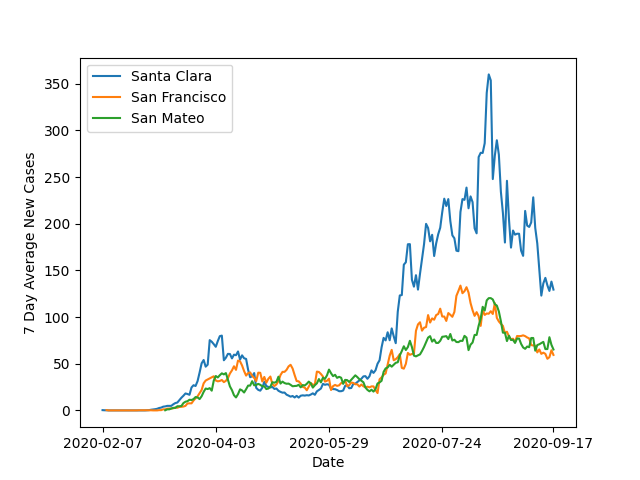 Santa Clara
San Francisco
San Mateo
350
300
250
200
150
100
50
0
7 Day Average New Cases
2020-02-07 2020-04-03 2020-05-29 2020-07-24 2020-09-17
Date